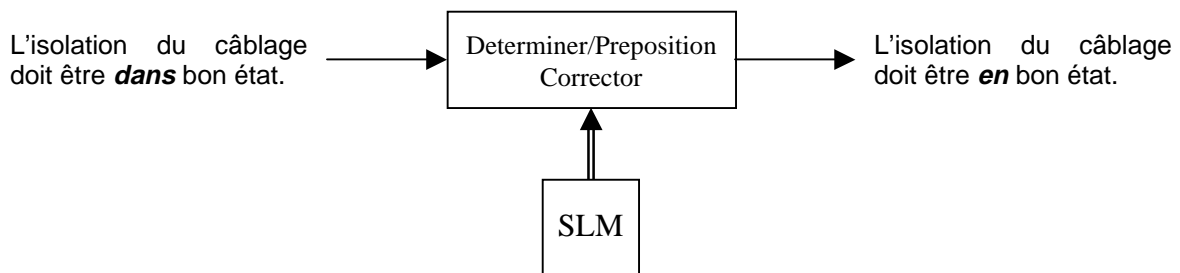 L'isolation du câblage
doit être dans bon état.
Determiner/Preposition
Corrector
L'isolation du câblage
doit être en bon état.
SLM